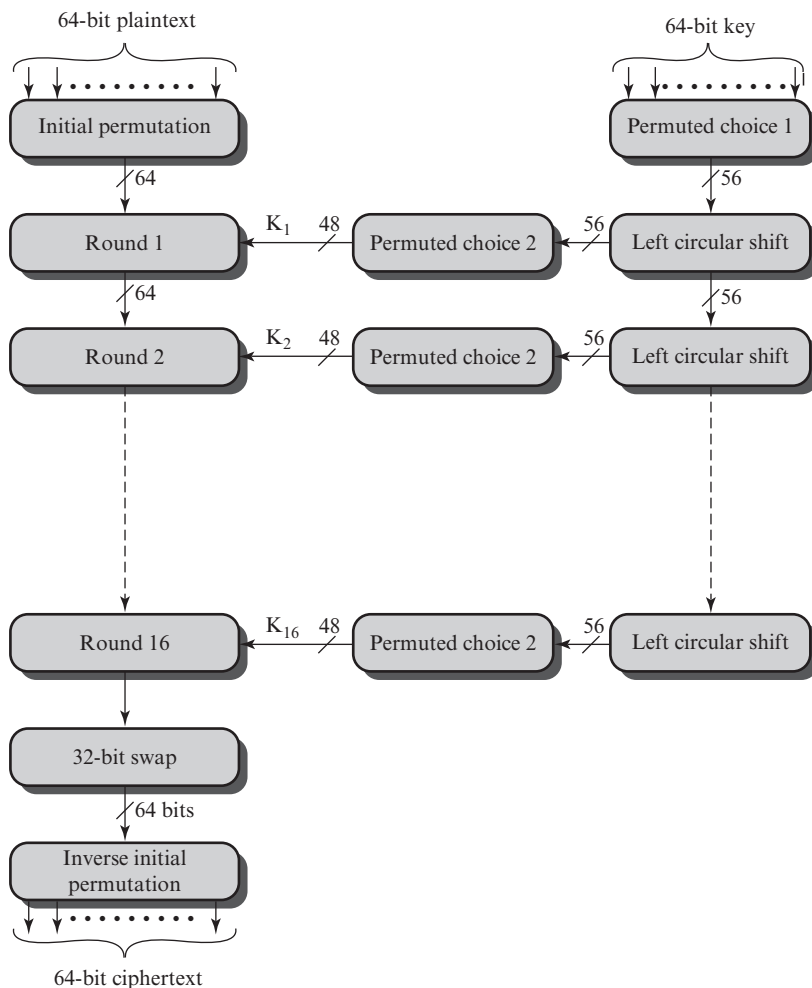 64-bit plaintext
64-bit key
Initial permutation
Permuted choice 1
64
56
Round 1
K1
48
Permuted choice 2
56
Left circular shift
64
56
Round 2
K2
48
Permuted choice 2
56
Left circular shift
Round 16
K16
48
Permuted choice 2
56
Left circular shift
32-bit swap
64 bits
Inverse initial
permutation
64-bit ciphertext